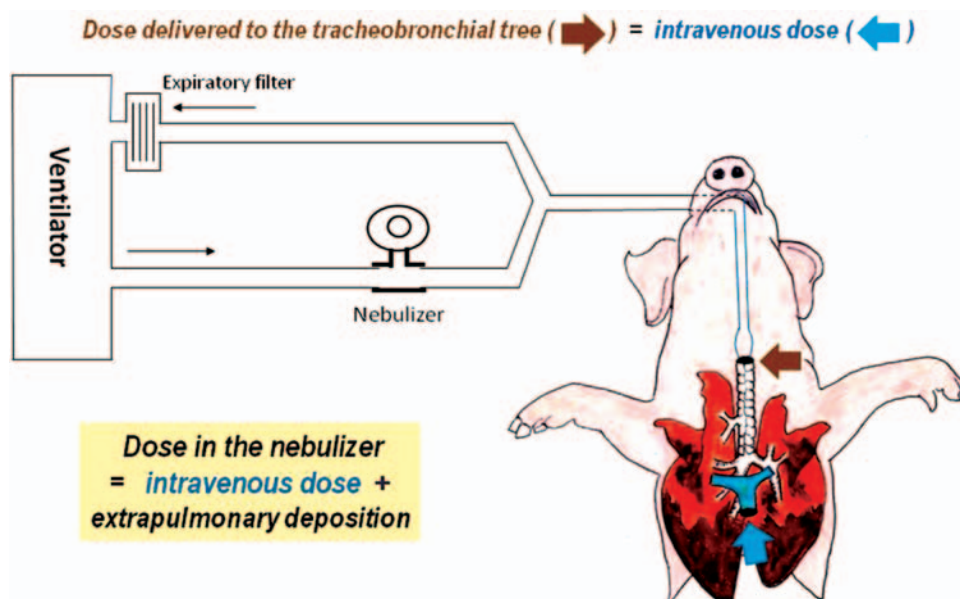 Dose delivered to the tracheobronchial tree ( ) = intravenous dose ( )
Expiratory filter
Ventilator
Nebulizer
Dose in the nebulizer
= intravenous dose +
extrapulmonary deposition